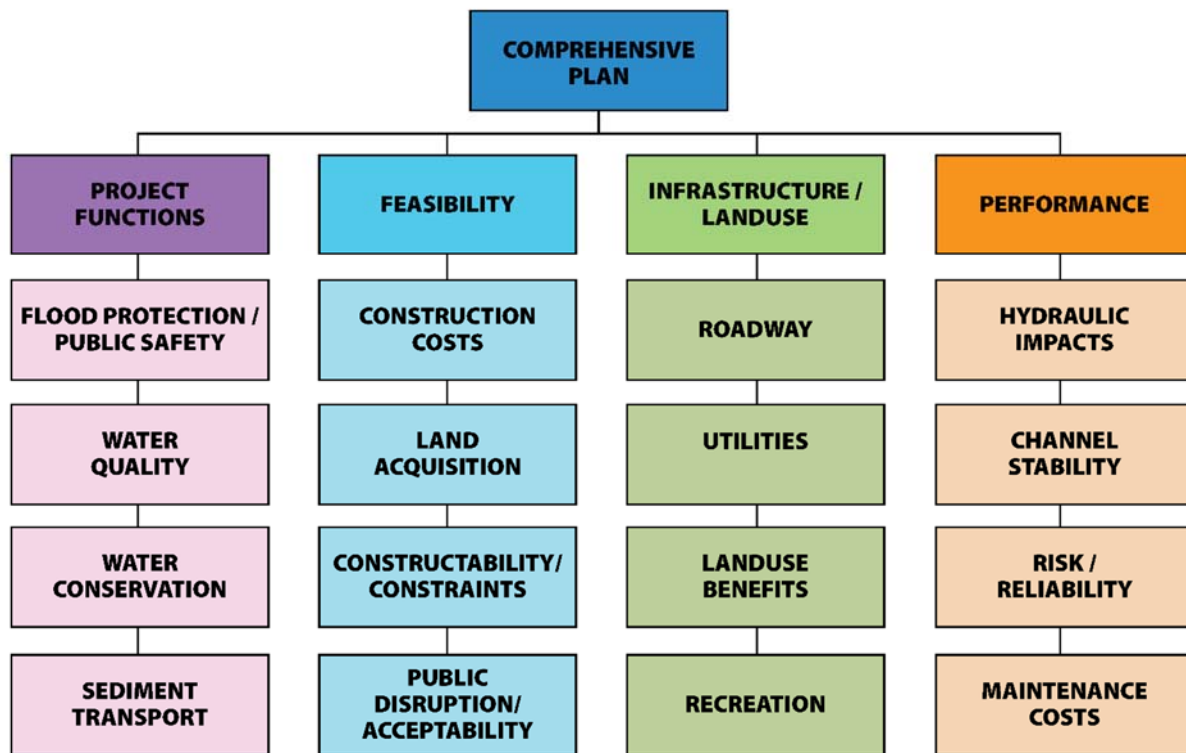 COMPREHENSIVE
PLAN
PROJECT
FUNCTIONS
FEASIBILITY
INFRASTRUCTURE /
LANDUSE
PERFORMANCE
FLOOD PROTECTION /
PUBLIC SAFETY
CONSTRUCTION
COSTS
ROADWAY
HYDRAULIC
IMPACTS
WATER
QUALITY
LAND
ACQUISITION
UTILITIES
CHANNEL
STABILITY
WATER
CONSERVATION
CONSTRUCTABILITY/
CONSTRAINTS
LANDUSE
BENEFITS
RISK /
RELIABILITY
SEDIMENT
TRANSPORT
PUBLIC
DISRUPTION/
ACCEPTABILITY
RECREATION
MAINTENANCE
COSTS